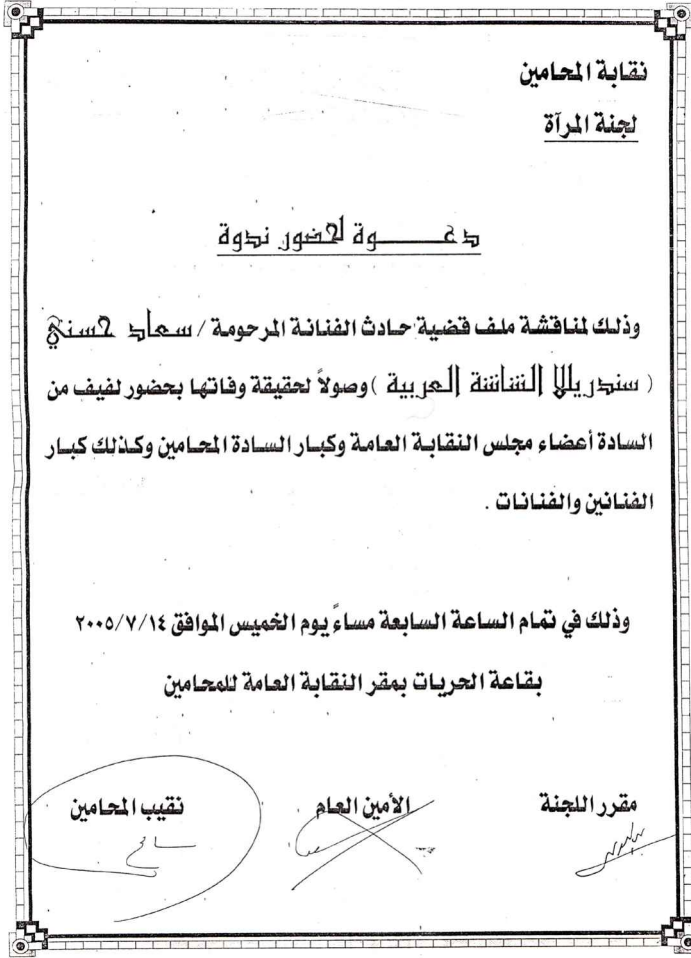 نقابة المحامين
لجنة المرآة
دعــــــوة لحضور ندوة
وذلك لمناقشة ملف قضية حادث الفنانة المرحومة / سعاد حسني
( سندريلا الشاشة العربية ) وصولاً لحقيقة وفاتها بحضور لفيف من
السادة أعضاء مجلس النقابة العامة وكبار السادة المحامين وكذلك كبار
الفنانين والفنانات .
وذلك في تمام الساعة السابعة مساءً يوم الخميس الموافق ٢٠٠٥/٧/١٤
بقاعة الحريات بمقر النقابة العامة للمحامين
مقرر اللجنة الأمين العام نقيب المحامين